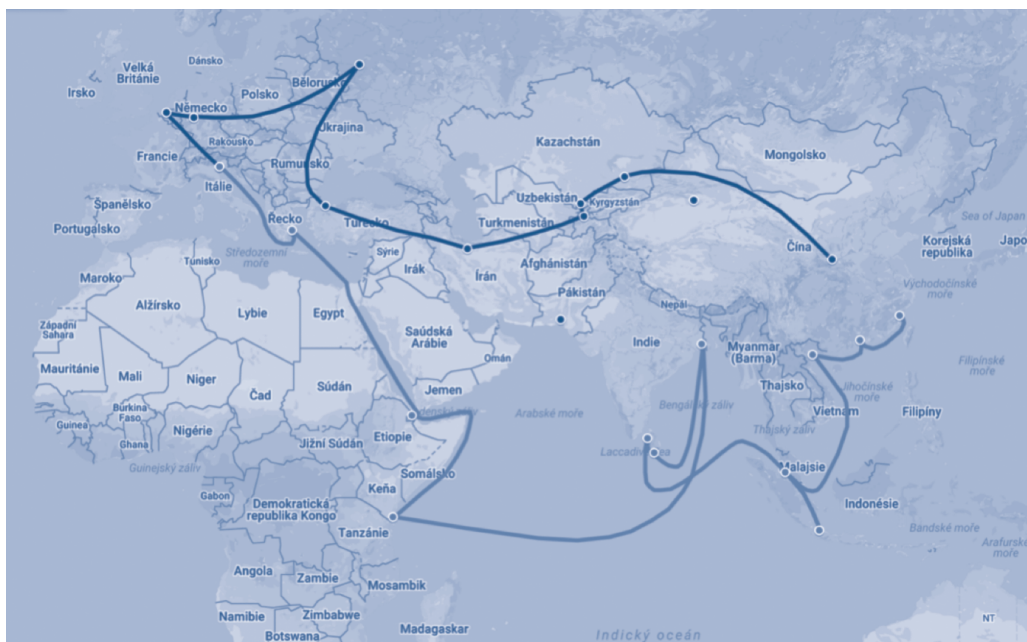 Velká
Británie
Dánsko
Irsko
Německo
Polsko
Bělorusko
Ukrajina
Rakousko
Francie
Rumunsko
Itálie
Španělsko
Portugalsko
Řecko
Turecko
Středozemní
moře
Tunisko
Maroko
Sýrie
Irák
Írán
Kazachstán
Mongolsko
Uzbekistán
Kyrgyzstán
Turkmenistán
Afghánistán
Pákistán
Čína
Sea of Japan
Korejská
republika
Japo
Východočínské
moře
Alžírsko
Lybie
Egypt
Západní
Sahara
Mauritánie
Mali
Niger
Čad
Súdán
Saúdská
Arábie
Omán
Jemen
Nepál
Indie
Myanmar
(Barma)
Thajsko
Vietnam
Jihočínské
moře
Filipíny
Filipínské
moře
Arabské moře
Bengálský záliv
Thajský záliv
Burkina
Faso
Guinea
Ghana
Nigérie
Jižní Súdán
Etiopie
Somálsko
Keňa
Guinejský záliv
Gabon
Demokratická
republika Kongo
Tanzánie
Malajsie
Indonésie
Bandské moře
Arafurské
moře
Angola
Zambie
Mosambik
Namibie
Zimbabwe
Botswana
Madagaskar
Indický oceán
NT